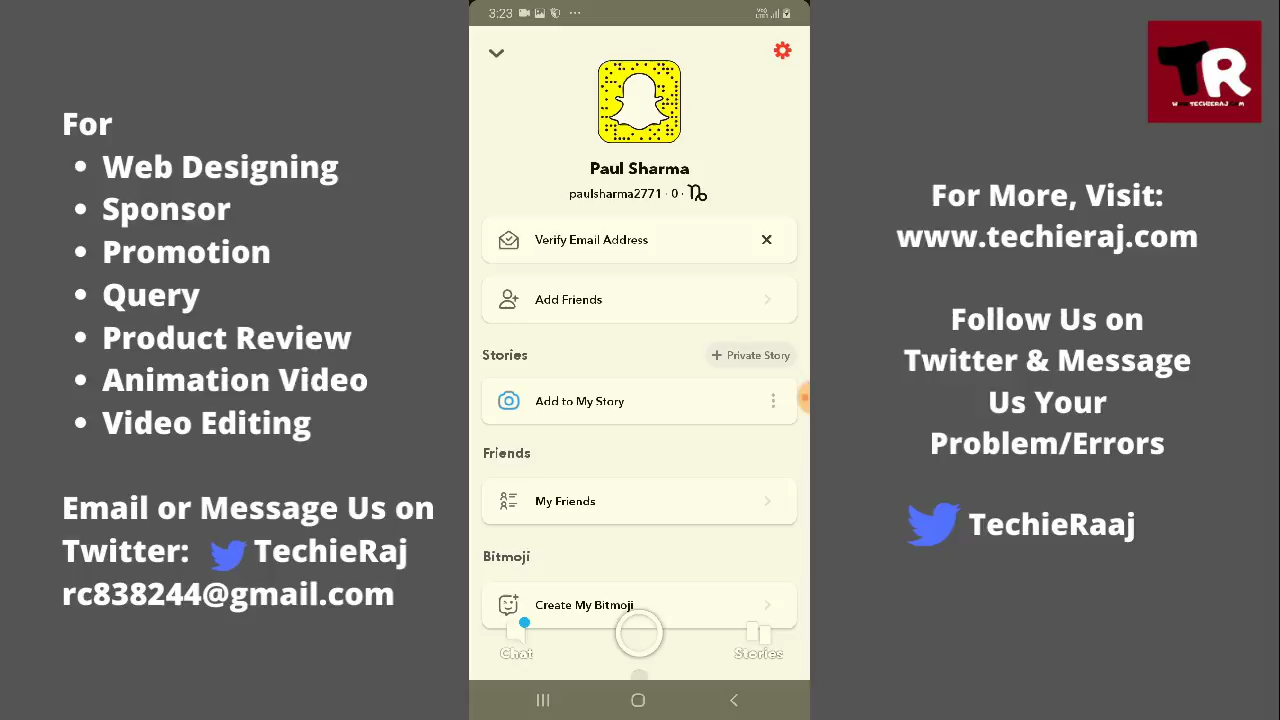 For
• Web Designing
• Sponsor
• Promotion
• Query
• Product Review
• Animation Video
• Video Editing
Email or Message Us on
Twitter: TechieRaj
rc838244@gmail.com
3:23
Paul Sharma
paulsharma2771 · 0 ·
Verify Email Address
Add Friends
Stories
+ Private Story
Add to My Story
Friends
My Friends
Bitmoji
Create My Bitmoji
Chat
Stories
TR
For More, Visit:
www.techieraj.com
Follow Us on
Twitter & Message
Us Your
Problem/Errors
TechieRaaj